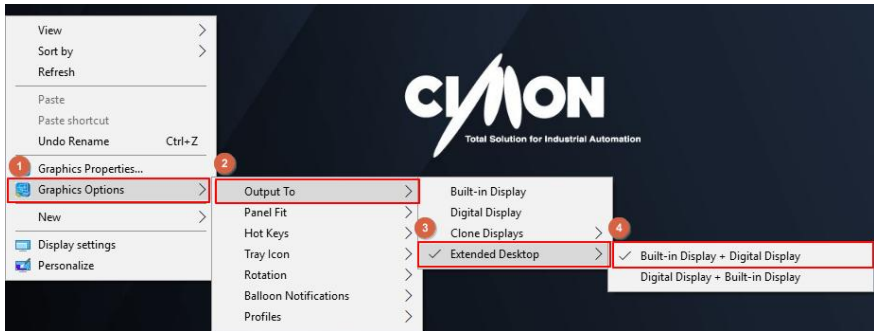 View
Sort by
Refresh
Paste
Paste shortcut
Undo Rename Ctrl+Z
1
Graphics Properties...
Graphics Options
New
Display settings
Personalize
2
Output To
Panel Fit
Hot Keys
Tray Icon
Rotation
Balloon Notifications
Profiles
3
Built-in Display
Digital Display
Clone Displays
Extended Desktop
4
Built-in Display + Digital Display
Digital Display + Built-in Display
CIMON
Total Solution for Industrial Automation